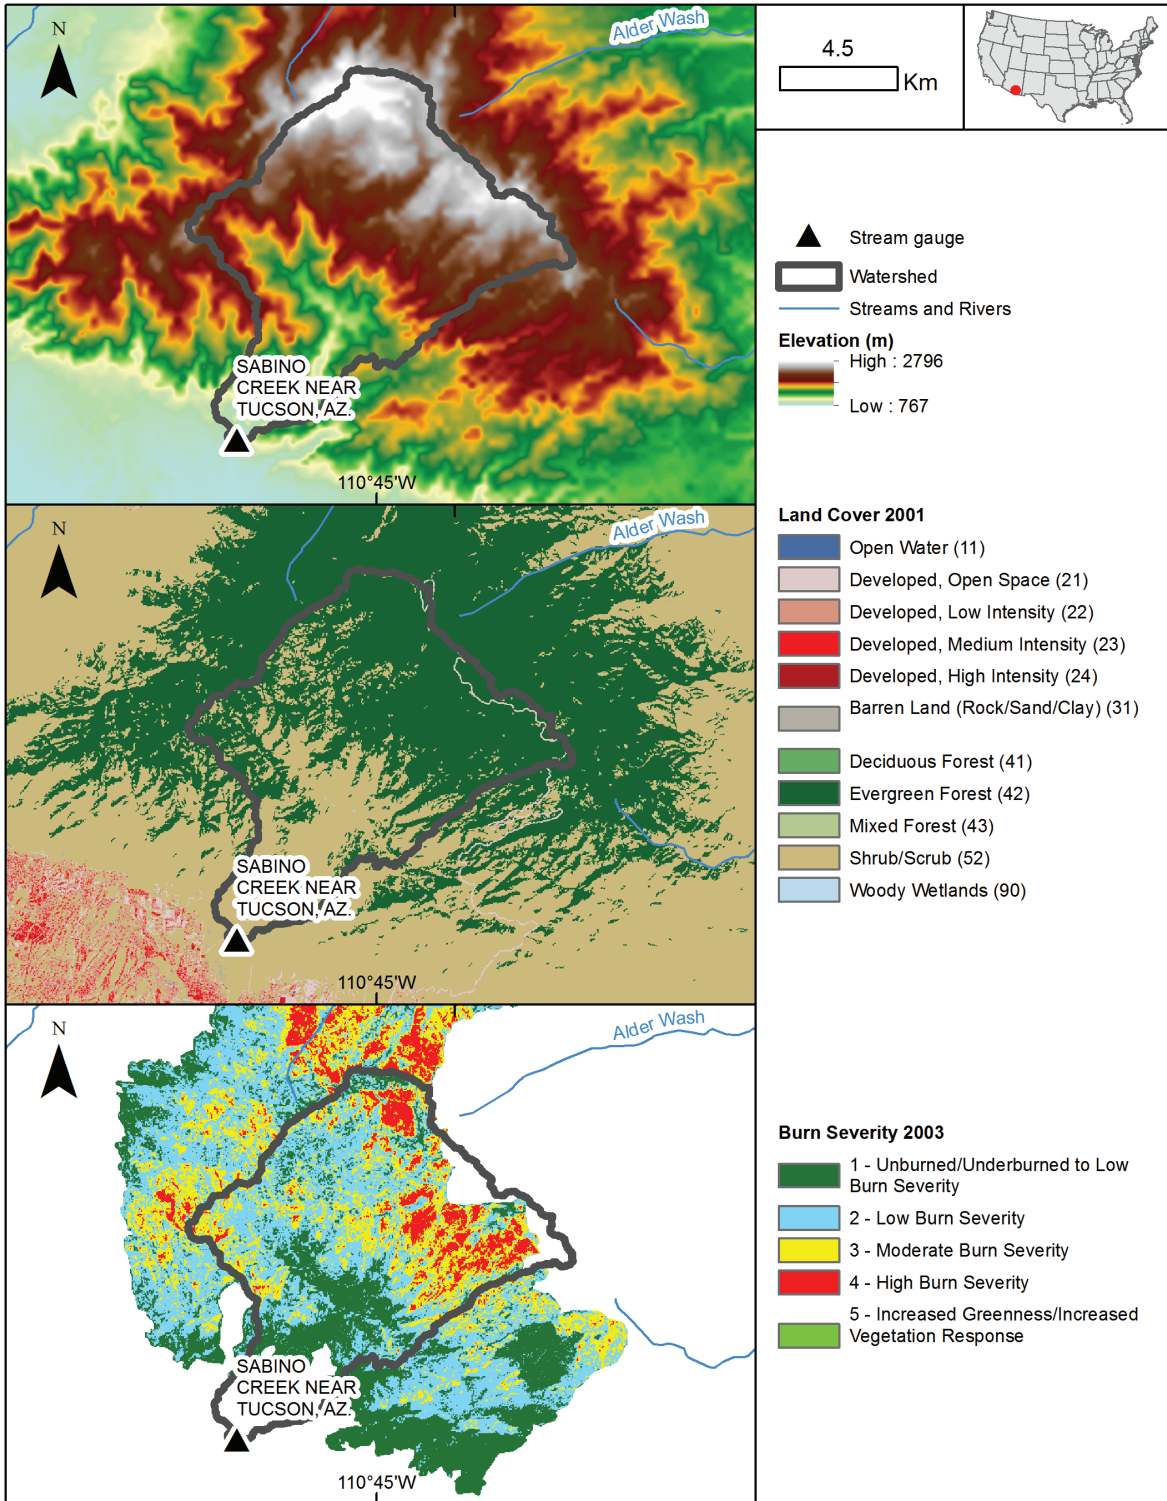 N
Alder Wash
SABINO
CREEK NEAR
TUCSON, AZ.
110°45'W
4.5
Km
Stream gauge
Watershed
Streams and Rivers
Elevation (m)
High : 2796
Low : 767
N
Alder Wash
SABINO
CREEK NEAR
TUCSON, AZ.
110°45'W
Land Cover 2001
Open Water (11)
Developed, Open Space (21)
Developed, Low Intensity (22)
Developed, Medium Intensity (23)
Developed, High Intensity (24)
Barren Land (Rock/Sand/Clay) (31)
Deciduous Forest (41)
Evergreen Forest (42)
Mixed Forest (43)
Shrub/Scrub (52)
Woody Wetlands (90)
N
Alder Wash
SABINO
CREEK NEAR
TUCSON, AZ.
110°45'W
Burn Severity 2003
1 - Unburned/Underburned to Low
Burn Severity
2 - Low Burn Severity
3 - Moderate Burn Severity
4 - High Burn Severity
5 - Increased Greenness/Increased
Vegetation Response